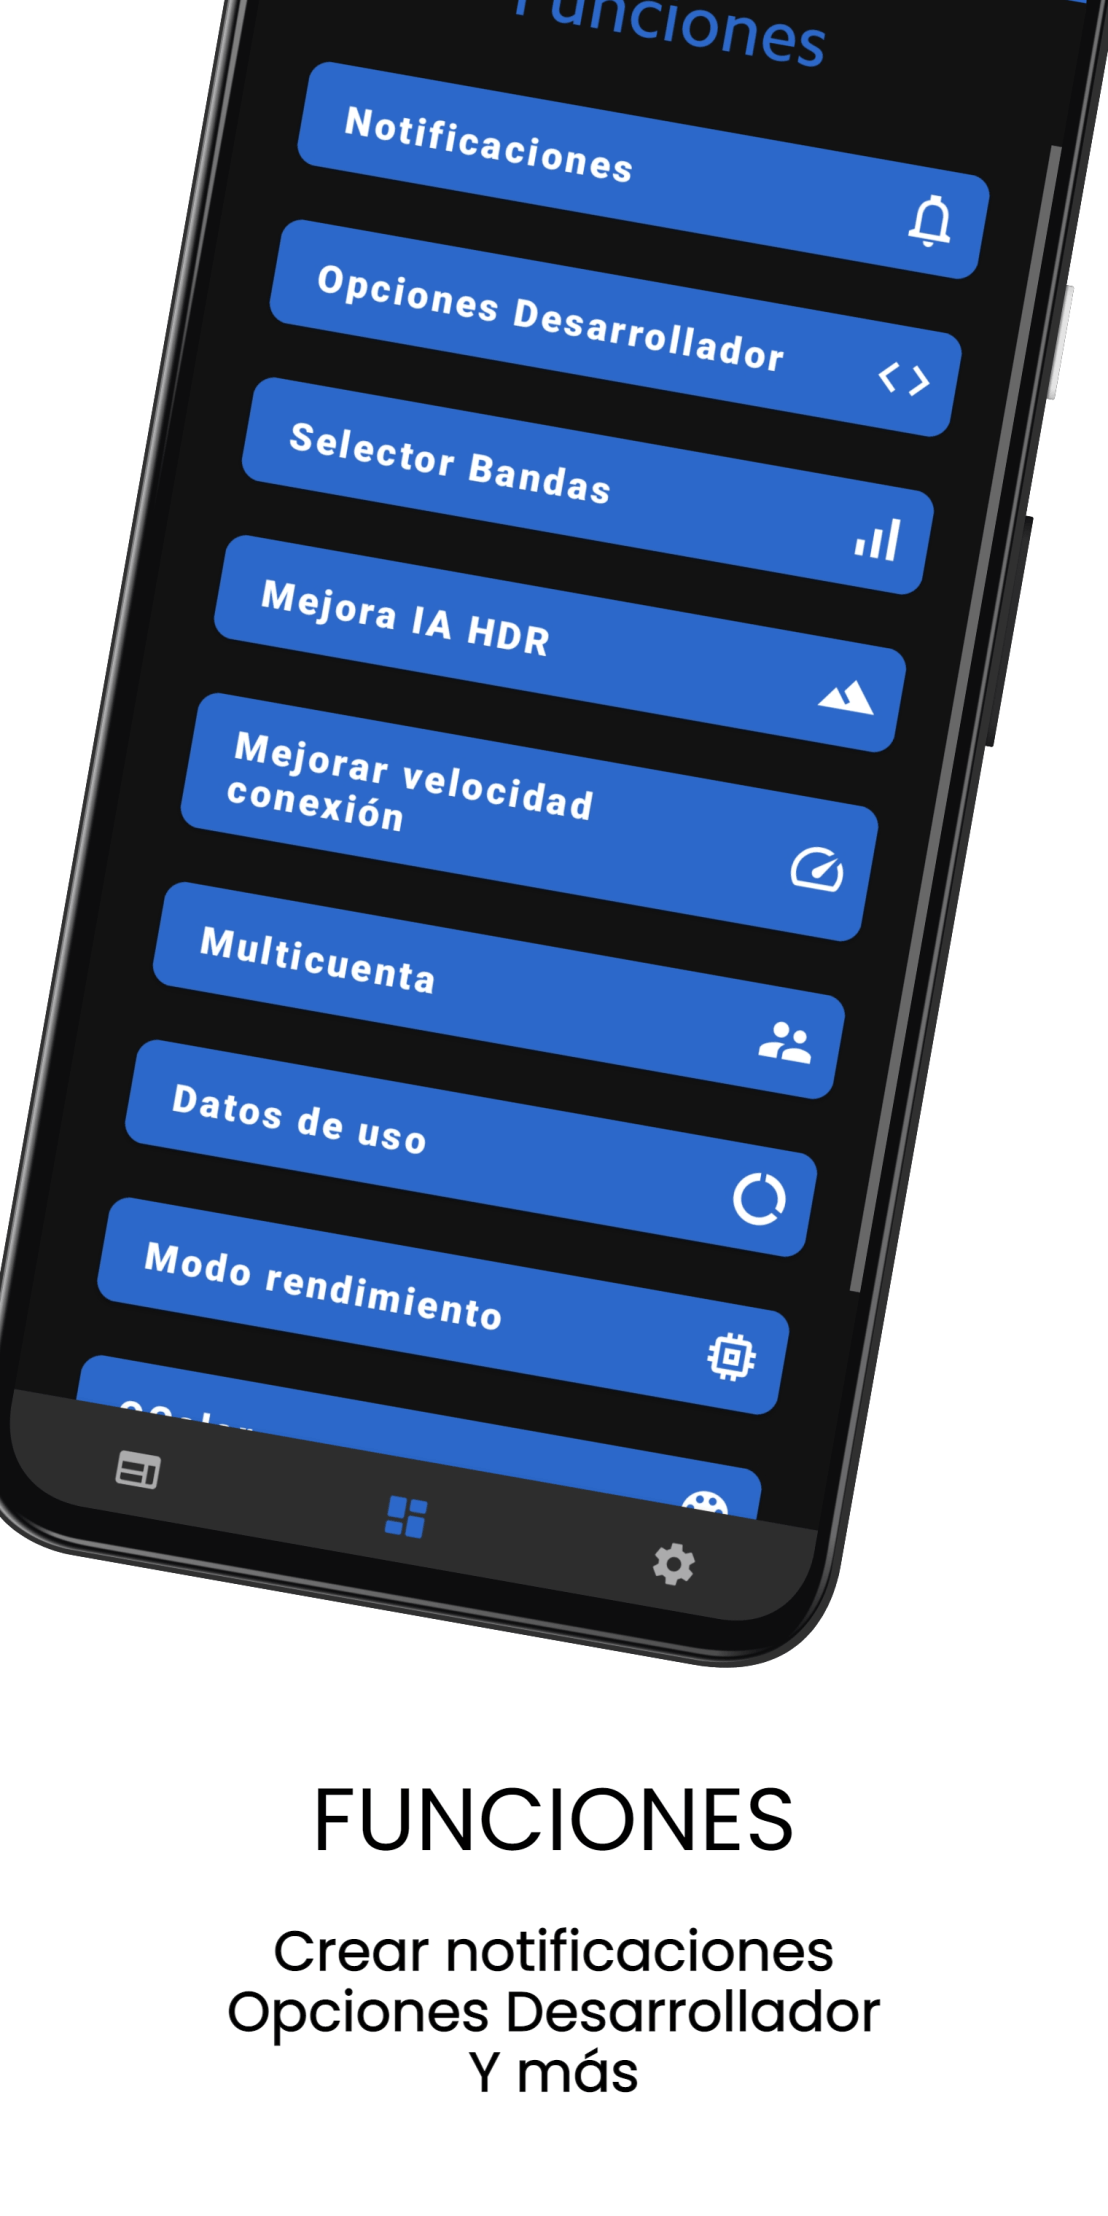 Funciones
Notificaciones
Opciones Desarrollador
Selector Bandas
Mejora IA HDR
Mejorar velocidad
conexión
Multicuenta
Datos de uso
Modo rendimiento
FUNCIONES
Crear notificaciones
Opciones Desarrollador
Y más